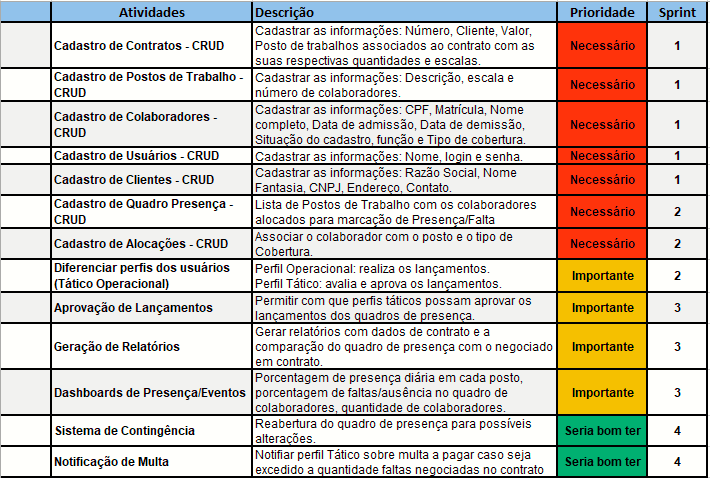 Atividades Descrição Prioridade Sprint
Cadastro de Contratos - CRUD
Cadastrar as informações: Número, Cliente, Valor,
Posto de trabalhos associados ao contrato com as
suas respectivas quantidades e escalas.
Necessário 1
Cadastro de Postos de Trabalho -
CRUD
Cadastrar as informações: Descrição, escala e
número de colaboradores.
Necessário 1
Cadastro de Colaboradores -
CRUD
Cadastrar as informações: CPF, Matrícula, Nome
completo, Data de admissão, Data de demissão,
Situação do cadastro, função e Tipo de cobertura.
Necessário 1
Cadastro de Usuários - CRUD
Cadastrar as informações: Nome, login e senha.
Necessário 1
Cadastro de Clientes - CRUD
Cadastrar as informações: Razão Social, Nome
Fantasia, CNPJ, Endereço, Contato.
Necessário 1
Cadastro de Quadro Presença -
CRUD
Lista de Postos de Trabalho com os colaboradores
alocados para marcação de Presença/Falta
Necessário 2
Cadastro de Alocações - CRUD
Associar o colaborador com o posto e o tipo de
Cobertura.
Necessário 2
Diferenciar perfis dos usuários
(Tático Operacional)
Perfil Operacional: realiza os lançamentos.
Perfil Tático: avalia e aprova os lançamentos.
Importante 2
Aprovação de Lançamentos
Permitir com que perfis táticos possam aprovar os
lançamentos dos quadros de presença.
Importante 3
Geração de Relatórios
Gerar relatórios com dados de contrato e a
comparação do quadro de presença com o negociado
em contrato.
Importante 3
Dashboards de Presença/Eventos
Porcentagem de presença diária em cada posto,
porcentagem de faltas/ausência no quadro de
colaboradores, quantidade de colaboradores.
Importante 3
Sistema de Contingência
Reabertura do quadro de presença para possíveis
alterações.
Seria bom ter 4
Notificação de Multa
Notifiar perfil Tático sobre multa a pagar caso seja
excedido a quantidade faltas negociadas no contrato
Seria bom ter 4